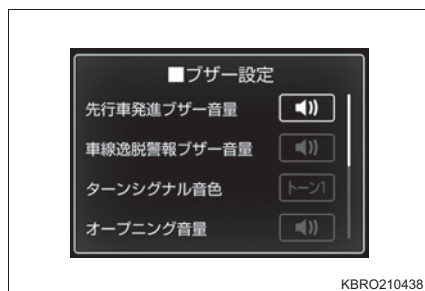 ■ブザー設定
先行車発進ブザー音量
車線逸脱警報ブザー音量
ターンシグナル音色 トーン1
オープニング音量
KBRO210438